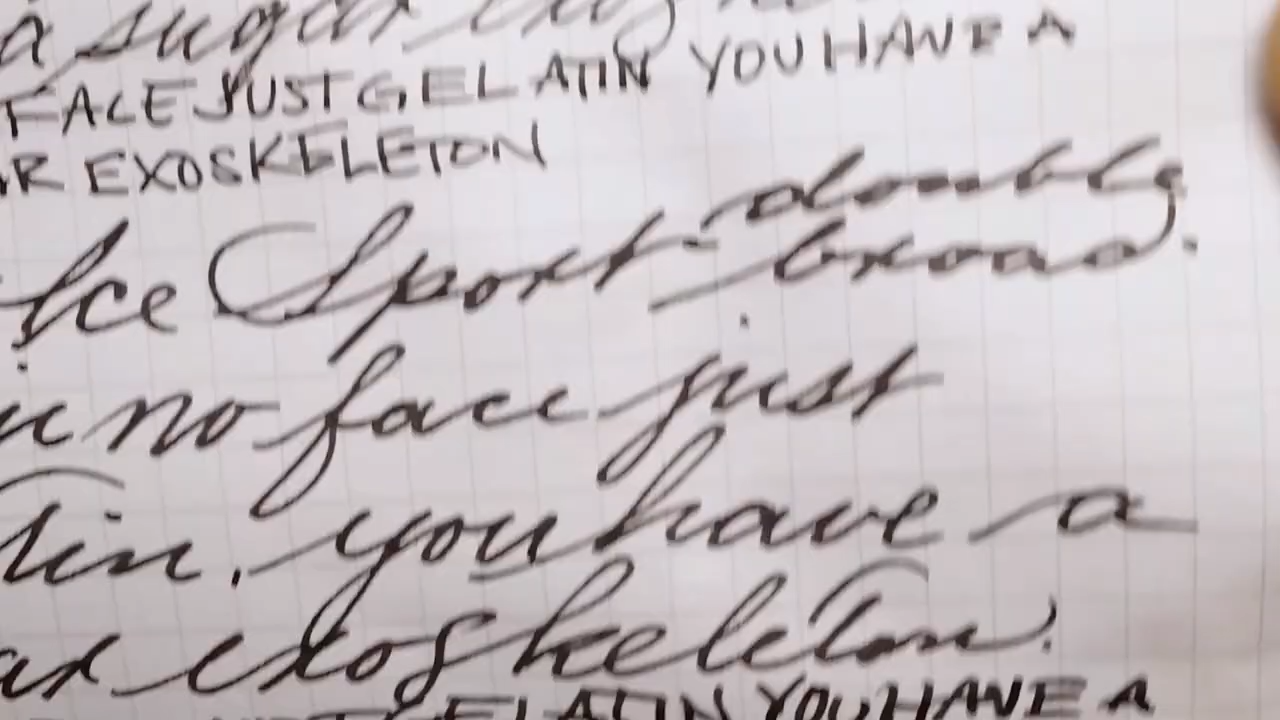 a sugar
FACE JUST GELATIN YOU HAVE A
R EXOSKELETON
double
Ice Sport broad.
u no face just
tin. you have a
ar exoskeleton.
GELATIN YOU HAVE A